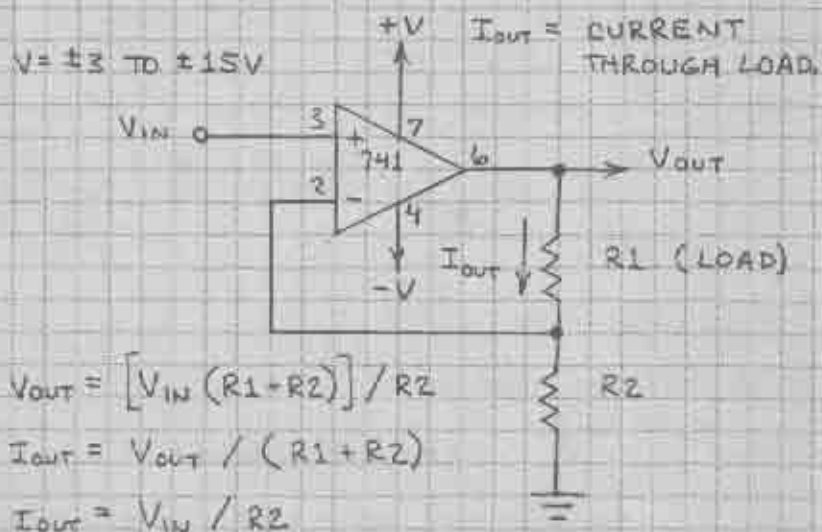 V = ±3 TO ±15V
+V
IOUT = CURRENT
THROUGH LOAD.
VIN
3
+
7
741
6
VOUT
2
-
4
-V
IOUT
R1 (LOAD)
R2
VOUT = [VIN (R1-R2)] / R2
IOUT = VOUT / (R1 + R2)
IOUT = VIN / R2